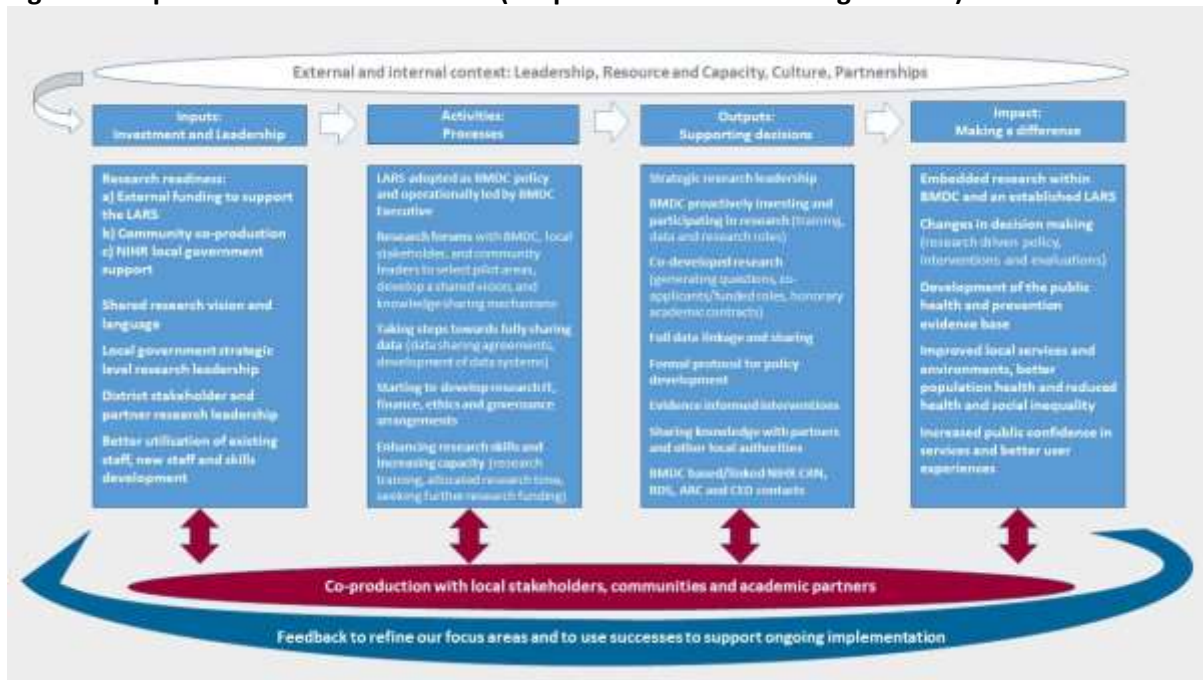 External and internal context: Leadership, Resource and Capacity, Culture, Partnerships
Inputs:
Investment and Leadership
Activities:
Processes
Outputs:
Supporting decisions
Impact:
Making a difference
Research readiness:
a) External funding to support
the LARS
b) Community co-production
c) NIHR local government
support
Shared research vision and
language
Local government strategic
level research leadership
District stakeholder and
partner research leadership
Better utilisation of existing
staff, new staff and skills
development
LARS adopted as BMDC policy
and operationally led by BMDC
Executive
Research forums with BMDC, local
stakeholder, and community
leaders to select pilot areas,
develop a shared vision, and
knowledge sharing mechanisms
Taking steps towards fully sharing
data (data sharing agreements,
development of data systems)
Starting to develop research IT,
finance, ethics and governance
arrangements
Enhancing research skills and
increasing capacity (research
training, allocated research time,
seeking further research funding)
Strategic research leadership
BMDC proactively investing and
participating in research (training,
data and research roles)
Co-developed research
(generating questions, co-
applicants/funded roles, honorary
academic contracts)
Full data linkage and sharing
Formal protocol for policy
development
Evidence informed interventions
Sharing knowledge with partners
and other local authorities
BMDC based/linked NIHR CRN,
RDS, ARC and CEO contacts
Embedded research within
BMDC and an established LARS
Changes in decision making
(research driven policy,
interventions and evaluations)
Development of the public
health and prevention
evidence base
Improved local services and
environments, better
population health and reduced
health and social inequality
Increased public confidence in
services and better user
experiences
Co-production with local stakeholders, communities and academic partners
Feedback to refine our focus areas and to use successes to support ongoing implementation